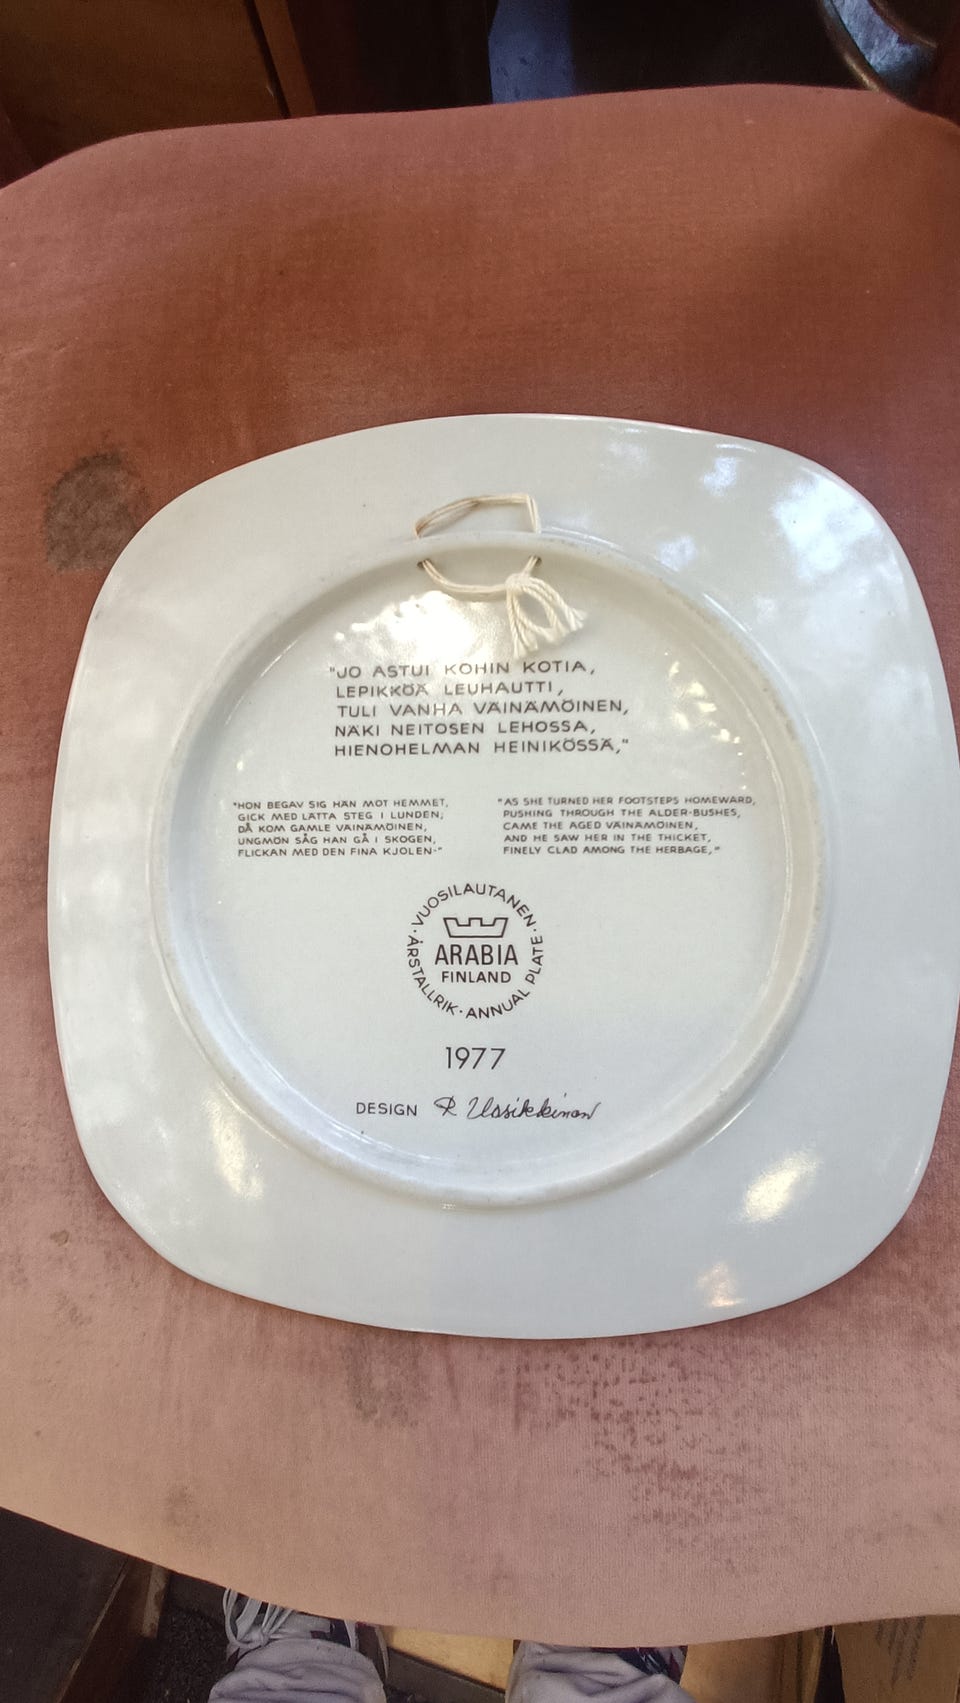 "JO ASTUI KOHIN KOTIA,
LEPIKKÖÄ LEUHAUTTI,
TULI VANHA VÄINÄMÖINEN,
NÄKI NEITOSEN LEHOSSA,
HIENOHELMAN HEINIKÖSSÄ,"
"HON BEGAV SIG HÄN MOT HEMMET,
GICK MED LÄTTA STEG I LUNDEN;
DÅ KOM GAMLE VÄINÄMÖINEN,
UNGMÖN SÅG HAN GÅ I SKOGEN,
FLICKAN MED DEN FINA KJOLEN·"
"AS SHE TURNED HER FOOTSTEPS HOMEWARD,
PUSHING THROUGH THE ALDER-BUSHES,
CAME THE AGED VÄINÄMÖINEN,
AND HE SAW HER IN THE THICKET,
FINELY CLAD AMONG THE HERBAGE,"
· VUOSILAUTANEN ·
ARABIA
FINLAND
ÅRSTALLRIK · ANNUAL PLATE
1977
DESIGN R. Uosikkinen